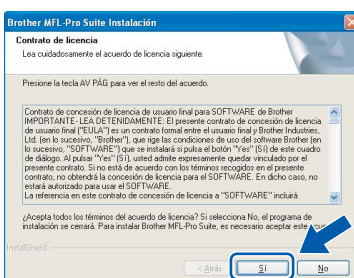 Brother MFL-Pro Suite Instalación
Contrato de licencia
Lea cuidadosamente el acuerdo de licencia siguiente.
Presione la tecla AV PÁG para ver el resto del acuerdo.
Contrato de concesión de licencia de usuario final para SOFTWARE de Brother
IMPORTANTE- LEA DETENIDAMENTE: El presente contrato de concesión de licencia
de usuario final ("EULA") es un contrato formal entre el usuario final y Brother Industries,
Ltd. (en lo sucesivo, "Brother"), que rige las condiciones de uso del software Brother (en
lo sucesivo, "SOFTWARE") que se instalará si pulsa el botón "Yes" (Sí) de este cuadro
de diálogo. Al pulsar "Yes" (Sí), usted admite expresamente quedar vinculado por el
presente contrato. Si no está de acuerdo con los términos recogidos en el presente
contrato, no obtendrá la concesión de licencia para el SOFTWARE. En dicho caso, no
estará autorizado para usar el SOFTWARE.
La referencia en este contrato de concesión de licencia a "SOFTWARE" incluirá
¿Acepta todos los términos del acuerdo de licencia? Si selecciona No, el programa de
instalación se cerrará. Para instalar Brother MFL-Pro Suite, es necesario aceptar este
InstallShield
< Atrás Sí No